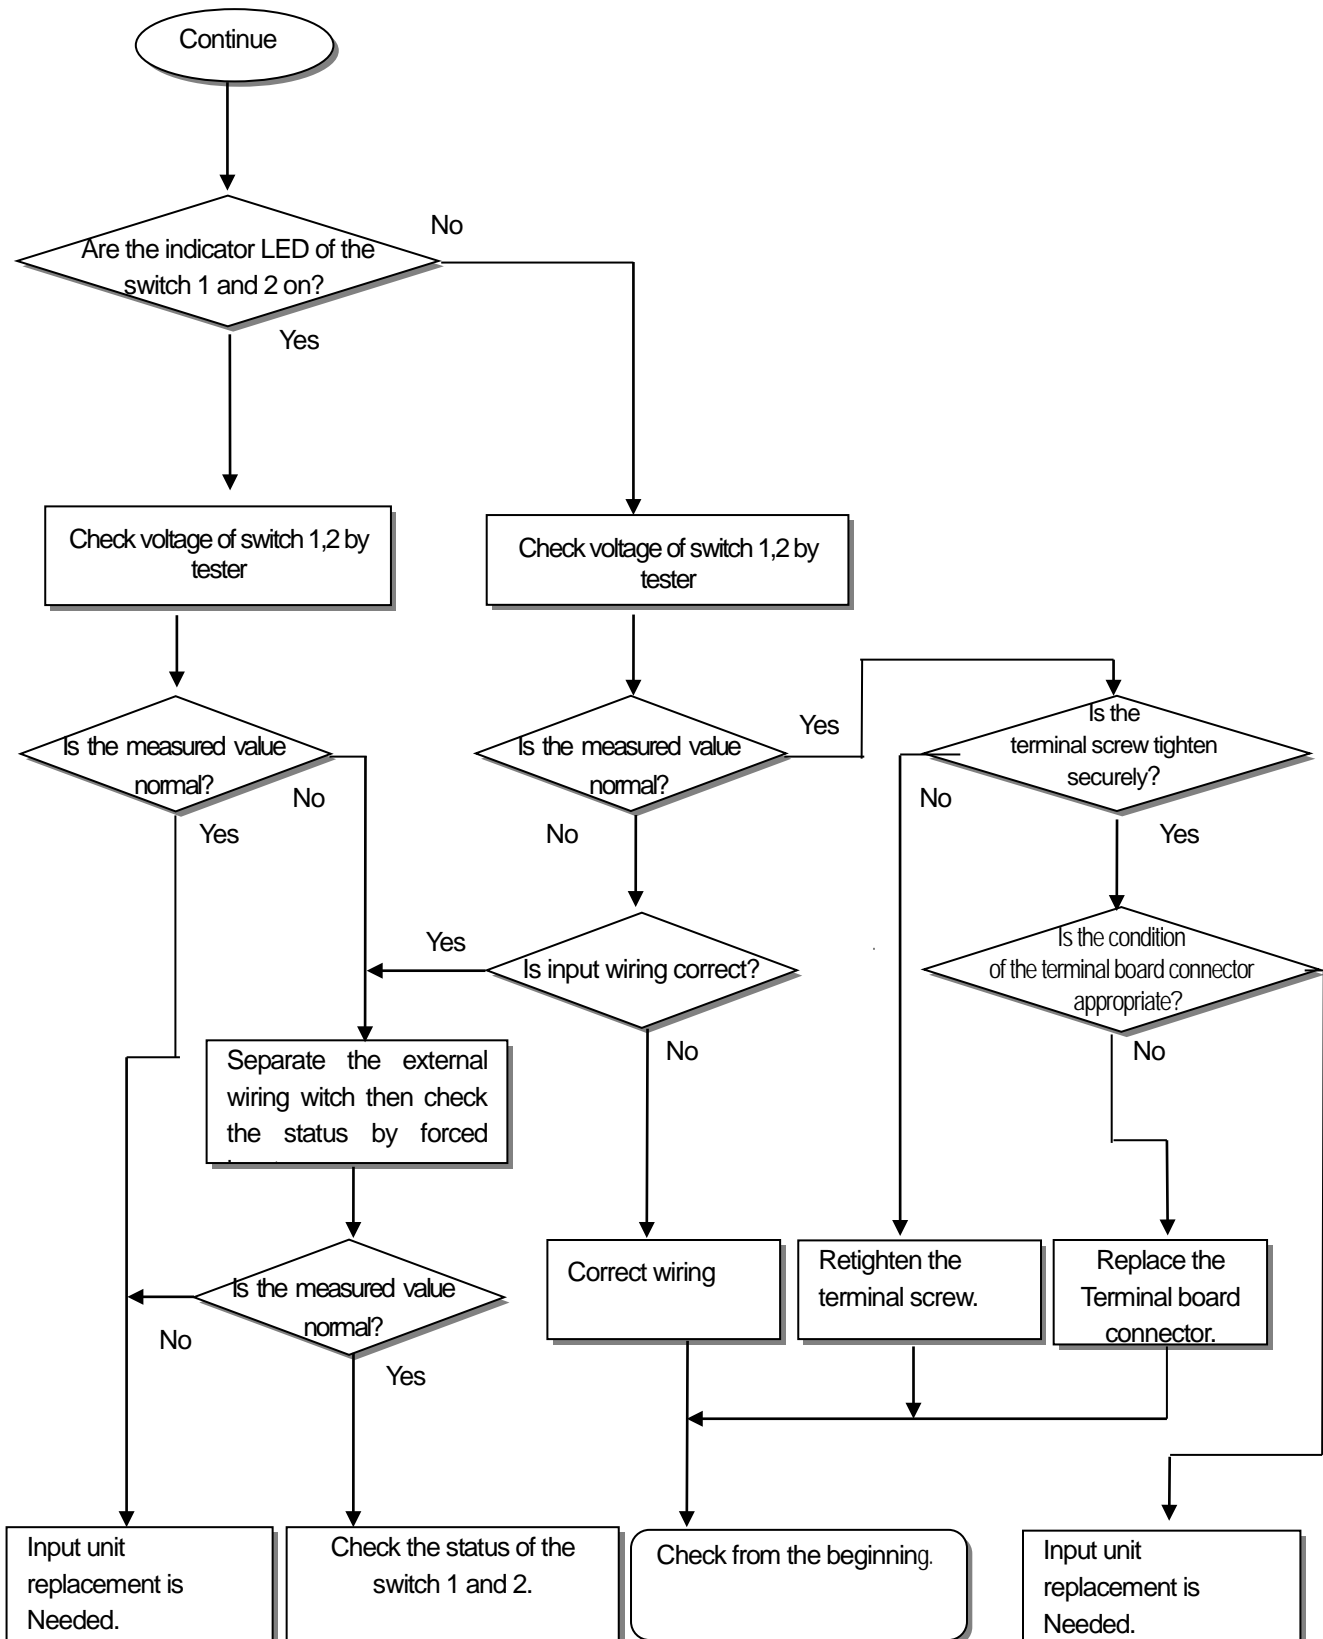 Continue
Are the indicator LED of the
switch 1 and 2 on?
No
Yes
Check voltage of switch 1,2 by
tester
Check voltage of switch 1,2 by
tester
Is the measured value
normal?
No
Yes
Is the measured value
normal?
Yes
No
Is the
terminal screw tighten
securely?
No
Yes
Is input wiring correct?
Yes
No
Is the condition
of the terminal board connector
appropriate?
No
Separate the external
wiring witch then check
the status by forced
Is the measured value
normal?
No
Yes
Correct wiring
Retighten the
terminal screw.
Replace the
Terminal board
connector.
Input unit
replacement is
Needed.
Check the status of the
switch 1 and 2.
Check from the beginning.
Input unit
replacement is
Needed.